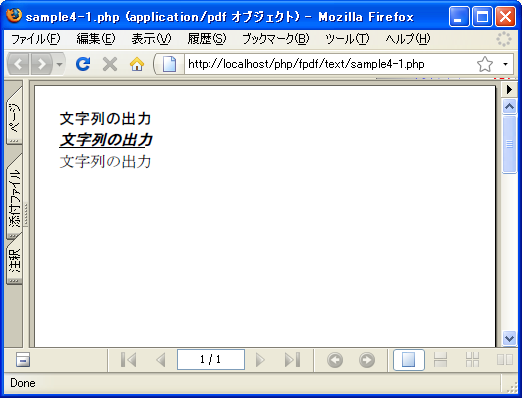 sample4-1.php (application/pdf オブジェクト) - Mozilla Firefox
ファイル(F) 編集(E) 表示(V) 履歴(S) ブックマーク(B) ツール(T) ヘルプ(H)
http://localhost/php/fpdf/text/sample4-1.php
ページ
添付ファイル
注釈
文字列の出力
文字列の出力
文字列の出力
1 / 1
Done